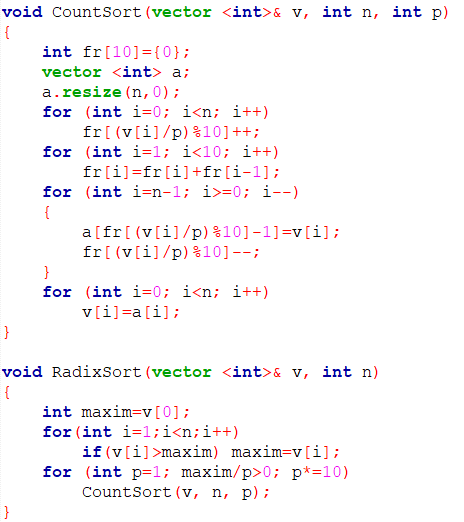 void CountSort(vector <int>& v, int n, int p)
{
    int fr[10]={0};
    vector <int> a;
    a.resize(n,0);
    for (int i=0; i<n; i++)
        fr[(v[i]/p)%10]++;
    for (int i=1; i<10; i++)
        fr[i]=fr[i]+fr[i-1];
    for (int i=n-1; i>=0; i--)
    {
        a[fr[(v[i]/p)%10]-1]=v[i];
        fr[(v[i]/p)%10]--;
    }
    for (int i=0; i<n; i++)
        v[i]=a[i];
}

void RadixSort(vector <int>& v, int n)
{
    int maxim=v[0];
    for(int i=1;i<n;i++)
        if(v[i]>maxim) maxim=v[i];
    for (int p=1; maxim/p>0; p*=10)
        CountSort(v, n, p);
}